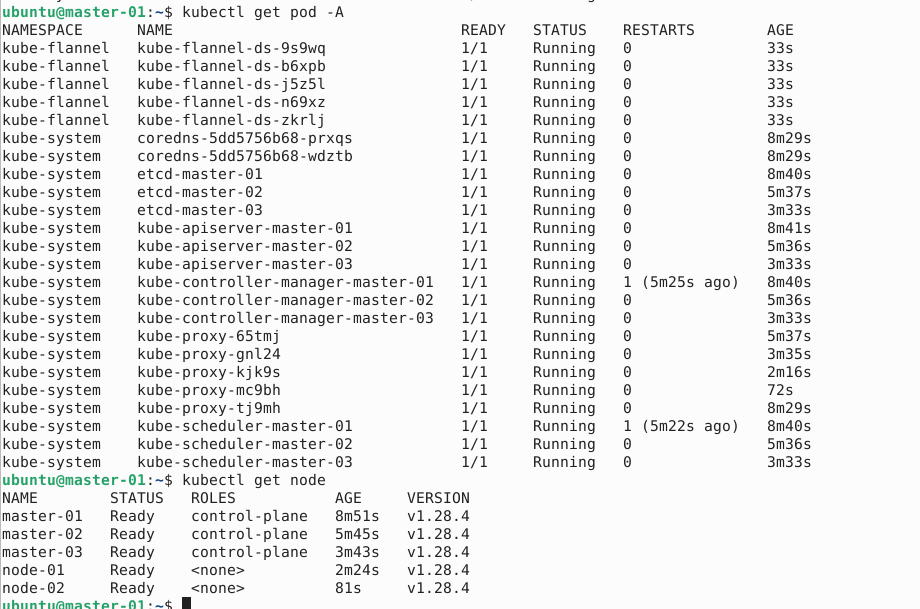 ubuntu@master-01:~$ kubectl get pod -A
NAMESPACE      NAME                                READY   STATUS    RESTARTS        AGE
kube-flannel   kube-flannel-ds-9s9wq               1/1     Running   0               33s
kube-flannel   kube-flannel-ds-b6xpb               1/1     Running   0               33s
kube-flannel   kube-flannel-ds-j5z5l               1/1     Running   0               33s
kube-flannel   kube-flannel-ds-n69xz               1/1     Running   0               33s
kube-flannel   kube-flannel-ds-zkrlj               1/1     Running   0               33s
kube-system    coredns-5dd5756b68-prxqs            1/1     Running   0               8m29s
kube-system    coredns-5dd5756b68-wdztb            1/1     Running   0               8m29s
kube-system    etcd-master-01                      1/1     Running   0               8m40s
kube-system    etcd-master-02                      1/1     Running   0               5m37s
kube-system    etcd-master-03                      1/1     Running   0               3m33s
kube-system    kube-apiserver-master-01            1/1     Running   0               8m41s
kube-system    kube-apiserver-master-02            1/1     Running   0               5m36s
kube-system    kube-apiserver-master-03            1/1     Running   0               3m33s
kube-system    kube-controller-manager-master-01   1/1     Running   1 (5m25s ago)   8m40s
kube-system    kube-controller-manager-master-02   1/1     Running   0               5m36s
kube-system    kube-controller-manager-master-03   1/1     Running   0               3m33s
kube-system    kube-proxy-65tmj                    1/1     Running   0               5m37s
kube-system    kube-proxy-gnl24                    1/1     Running   0               3m35s
kube-system    kube-proxy-kjk9s                    1/1     Running   0               2m16s
kube-system    kube-proxy-mc9bh                    1/1     Running   0               72s
kube-system    kube-proxy-tj9mh                    1/1     Running   0               8m29s
kube-system    kube-scheduler-master-01            1/1     Running   1 (5m22s ago)   8m40s
kube-system    kube-scheduler-master-02            1/1     Running   0               5m36s
kube-system    kube-scheduler-master-03            1/1     Running   0               3m33s
ubuntu@master-01:~$ kubectl get node
NAME        STATUS   ROLES           AGE     VERSION
master-01   Ready    control-plane   8m51s   v1.28.4
master-02   Ready    control-plane   5m45s   v1.28.4
master-03   Ready    control-plane   3m43s   v1.28.4
node-01     Ready    <none>          2m24s   v1.28.4
node-02     Ready    <none>          81s     v1.28.4
ubuntu@master-01:~$